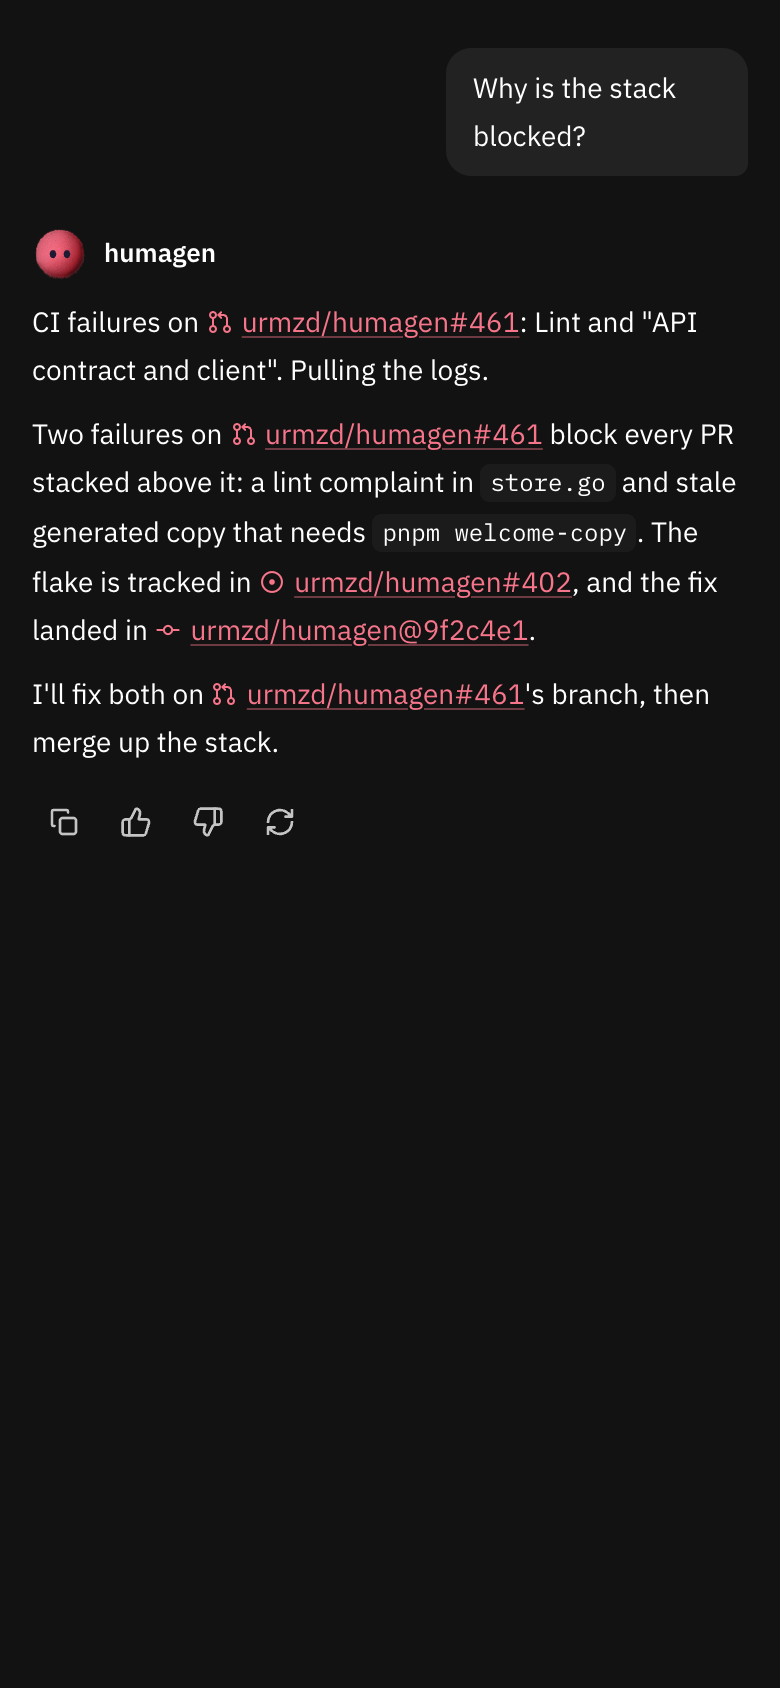 Why is the stack
blocked?
humagen
CI failures on urmzd/humagen#461: Lint and "API
contract and client". Pulling the logs.
Two failures on urmzd/humagen#461 block every PR
stacked above it: a lint complaint in store.go and stale
generated copy that needs pnpm welcome-copy. The
flake is tracked in urmzd/humagen#402, and the fix
landed in urmzd/humagen@9f2c4e1.
I'll fix both on urmzd/humagen#461's branch, then
merge up the stack.